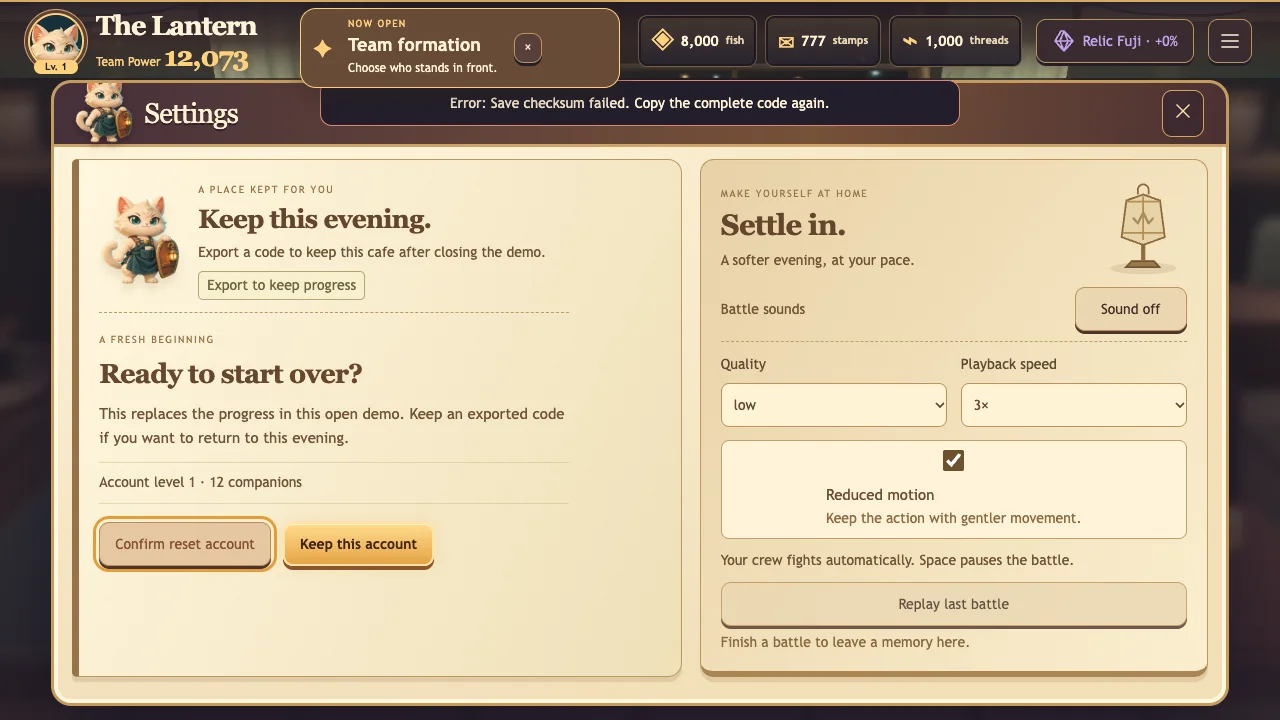 The Lantern
Team Power 12,073
Lv. 1
NOW OPEN
Team formation
Choose who stands in front.
×
8,000 fish
777 stamps
1,000 threads
Relic Fuji · +0%
Settings
Error: Save checksum failed. Copy the complete code again.
A PLACE KEPT FOR YOU
Keep this evening.
Export a code to keep this cafe after closing the demo.
Export to keep progress
A FRESH BEGINNING
Ready to start over?
This replaces the progress in this open demo. Keep an exported code
if you want to return to this evening.
Account level 1 · 12 companions
Confirm reset account
Keep this account
MAKE YOURSELF AT HOME
Settle in.
A softer evening, at your pace.
Battle sounds
Sound off
Quality
Playback speed
low
3×
Reduced motion
Keep the action with gentler movement.
Your crew fights automatically. Space pauses the battle.
Replay last battle
Finish a battle to leave a memory here.